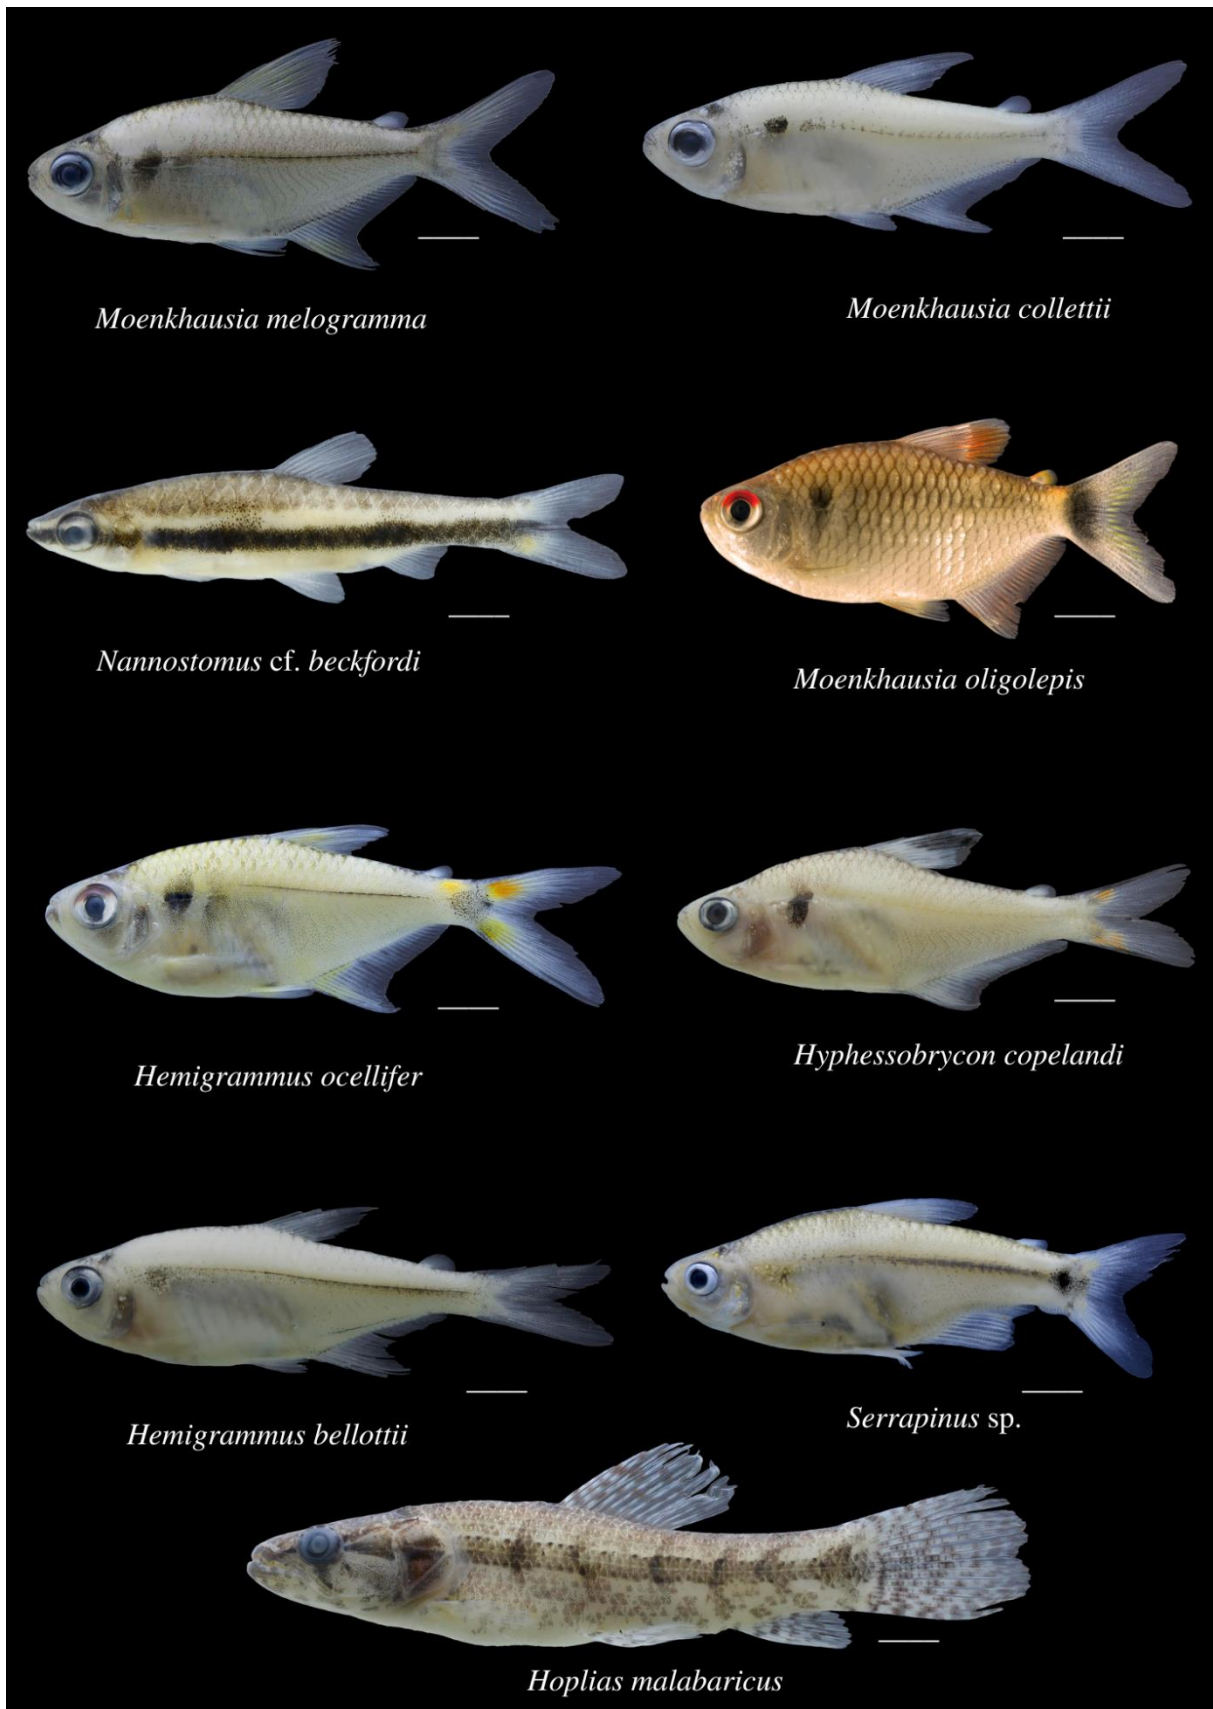 Moenkhausia melogramma
Moenkhausia collettii
Nannostomus cf. beckfordi
Moenkhausia oligolepis
Hemigrammus ocellifer
Hyphessobrycon copelandi
Hemigrammus bellottii
Serrapinus sp.
Hoplias malabaricus